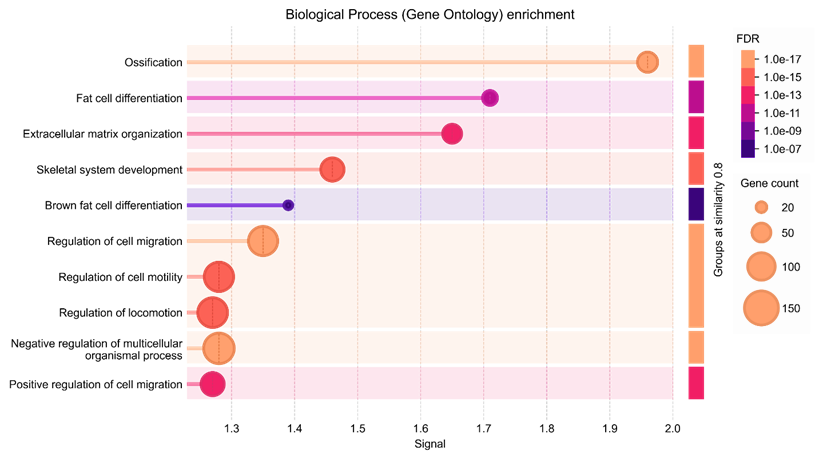 Biological Process (Gene Ontology) enrichment
Ossification
Fat cell differentiation
Extracellular matrix organization
Skeletal system development
Brown fat cell differentiation
Regulation of cell migration
Regulation of cell motility
Regulation of locomotion
Negative regulation of multicellular
organismal process
Positive regulation of cell migration
1.3 1.4 1.5 1.6 1.7 1.8 1.9 2.0
Signal
Groups at similarity 0.8
FDR
1.0e-17
1.0e-15
1.0e-13
1.0e-11
1.0e-09
1.0e-07
Gene count
20
50
100
150